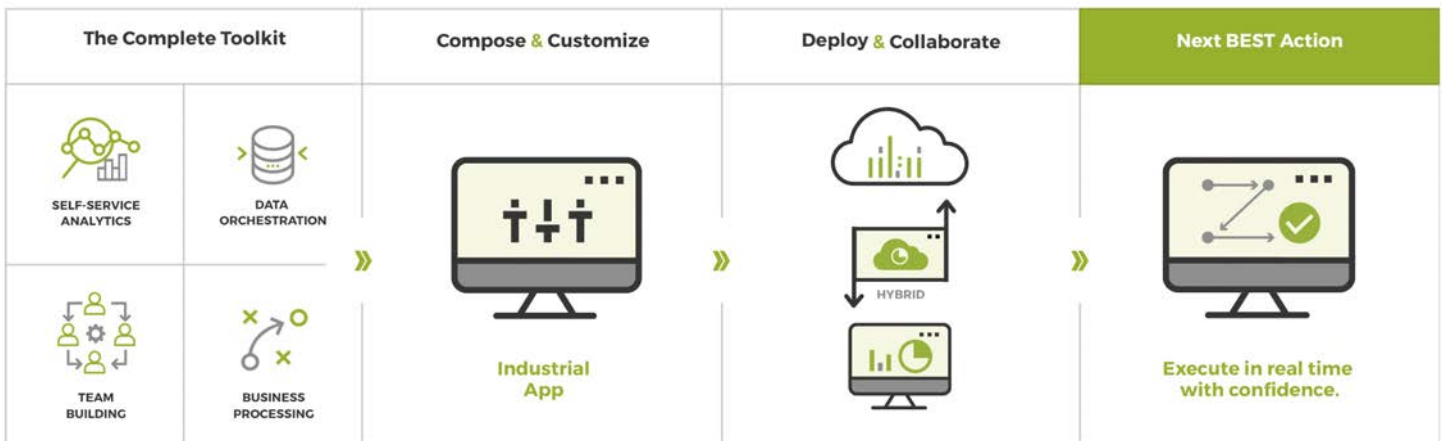 The Complete Toolkit
Compose & Customize
Deploy & Collaborate
Next BEST Action
SELF-SERVICE
ANALYTICS
DATA
ORCHESTRATION
TEAM
BUILDING
BUSINESS
PROCESSING
Industrial
App
HYBRID
Execute in real time
with confidence.